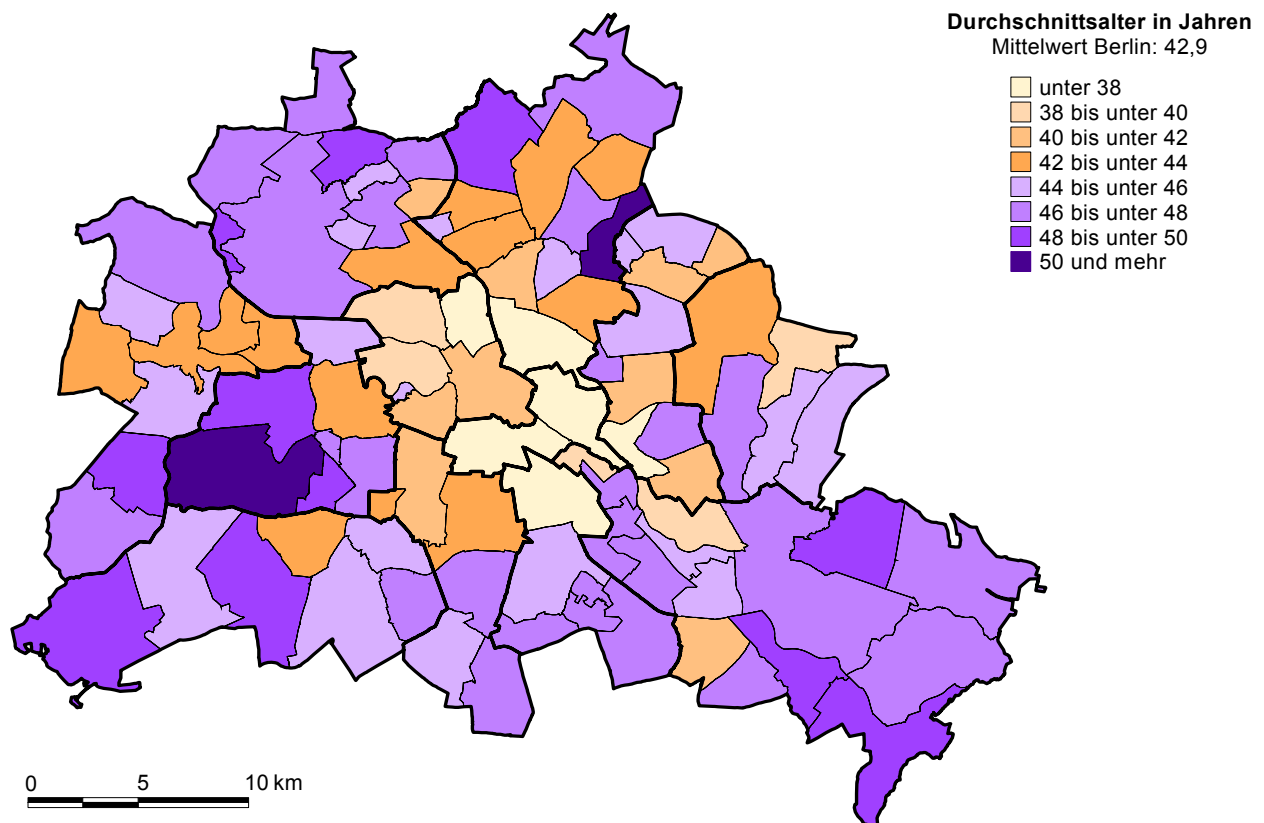 Durchschnittsalter in Jahren
Mittelwert Berlin: 42,9
unter 38
38 bis unter 40
40 bis unter 42
42 bis unter 44
44 bis unter 46
46 bis unter 48
48 bis unter 50
50 und mehr
0 5 10 km